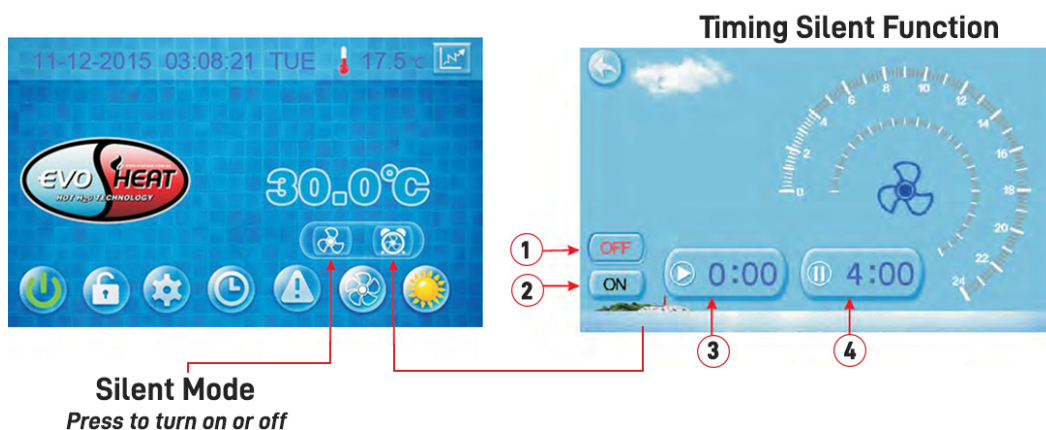 Timing Silent Function
11-12-2015 03:08:21 TUE 17.5 °C
EVO HEAT
HOT H2O TECHNOLOGY
30.0°C
0 2 4 6 8 10 12 14 16 18 20 22 24
1 OFF
2 ON
0:00
4:00
3
4
Silent Mode
Press to turn on or off